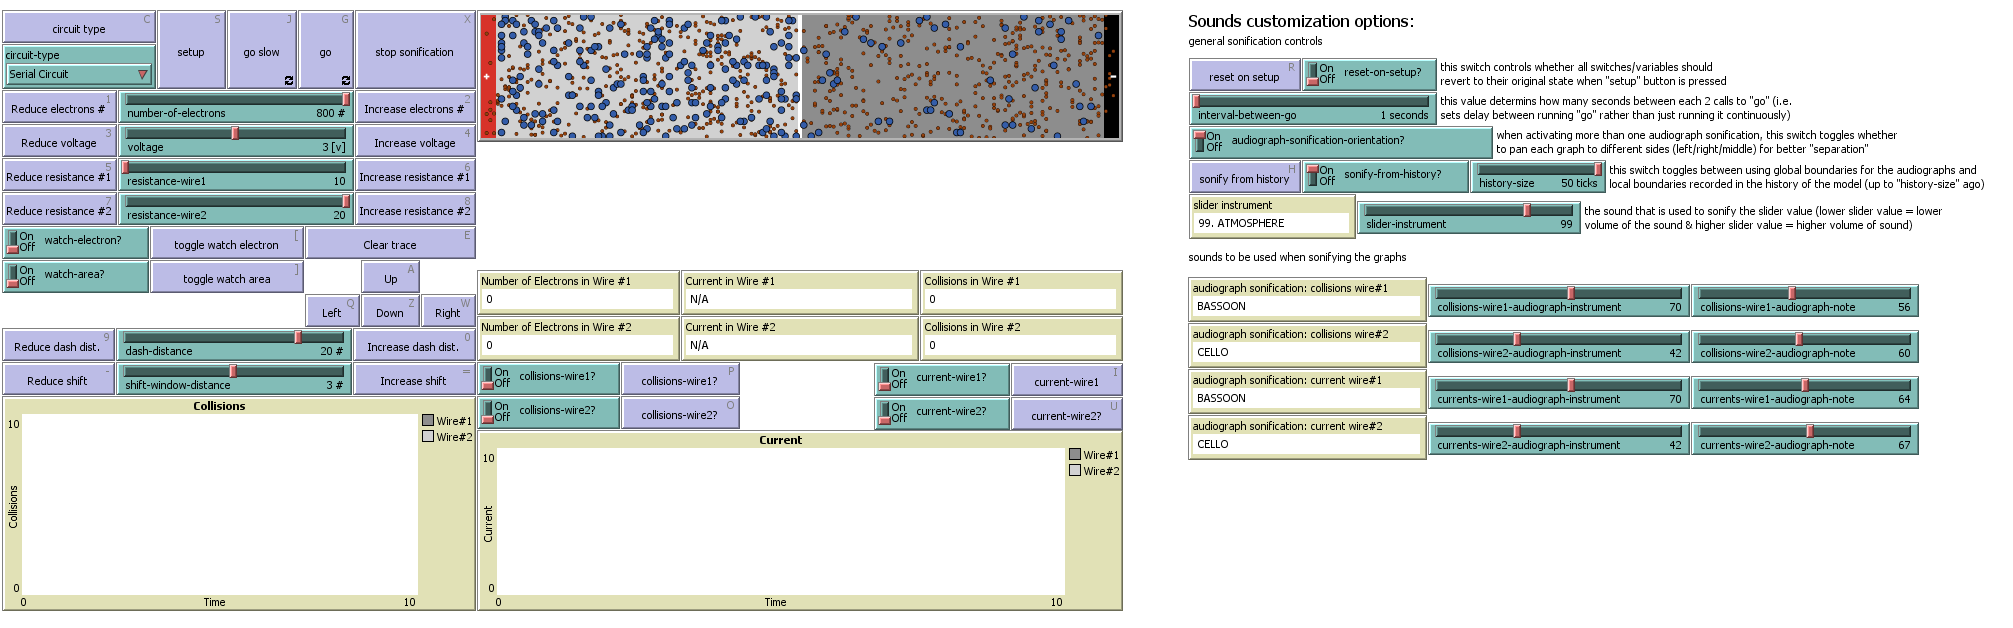 circuit type
C
circuit-type
Serial Circuit
setup
S
go slow
J
go
G
stop sonification
X
Reduce electrons #
1
number-of-electrons 800 #
Increase electrons #
2
Reduce voltage
3
voltage 3 [v]
Increase voltage
4
Reduce resistance #1
5
resistance-wire1 10
Increase resistance #1
6
Reduce resistance #2
7
resistance-wire2 20
Increase resistance #2
8
On
Off
watch-electron?
toggle watch electron
[
Clear trace
E
On
Off
watch-area?
toggle watch area
]
Up
A
Left
Q
Down
Z
Right
W
Reduce dash dist.
9
dash-distance 20 #
Increase dash dist.
0
Reduce shift
-
shift-window-distance 3 #
Increase shift
=
Collisions
10
Collisions
0
0 Time 10
Wire#1
Wire#2
+
-
Number of Electrons in Wire #1
0
Current in Wire #1
N/A
Collisions in Wire #1
0
Number of Electrons in Wire #2
0
Current in Wire #2
N/A
Collisions in Wire #2
0
On
Off
collisions-wire1?
collisions-wire1?
P
On
Off
current-wire1?
current-wire1
I
On
Off
collisions-wire2?
collisions-wire2?
O
On
Off
current-wire2?
current-wire2?
U
Current
10
Current
0
0 Time 10
Wire#1
Wire#2
Sounds customization options:
general sonification controls
reset on setup
R
On
Off
reset-on-setup?
this switch controls whether all switches/variables should
revert to their original state when "setup" button is pressed
interval-between-go 1 seconds
this value determins how many seconds between each 2 calls to "go" (i.e.
sets delay between running "go" rather than just running it continuously)
On
Off
audiograph-sonification-orientation?
when activating more than one audiograph sonification, this switch toggles whether
to pan each graph to different sides (left/right/middle) for better "separation"
sonify from history
H
On
Off
sonify-from-history?
history-size 50 ticks
this switch toggles between using global boundaries for the audiographs and
local boundaries recorded in the history of the model (up to "history-size" ago)
slider instrument
99. ATMOSPHERE
slider-instrument 99
the sound that is used to sonify the slider value (lower slider value = lower
volume of the sound & higher slider value = higher volume of sound)
sounds to be used when sonifying the graphs
audiograph sonification: collisions wire#1
BASSOON
collisions-wire1-audiograph-instrument 70
collisions-wire1-audiograph-note 56
audiograph sonification: collisions wire#2
CELLO
collisions-wire2-audiograph-instrument 42
collisions-wire2-audiograph-note 60
audiograph sonification: current wire#1
BASSOON
currents-wire1-audiograph-instrument 70
currents-wire1-audiograph-note 64
audiograph sonification: current wire#2
CELLO
currents-wire2-audiograph-instrument 42
currents-wire2-audiograph-note 67